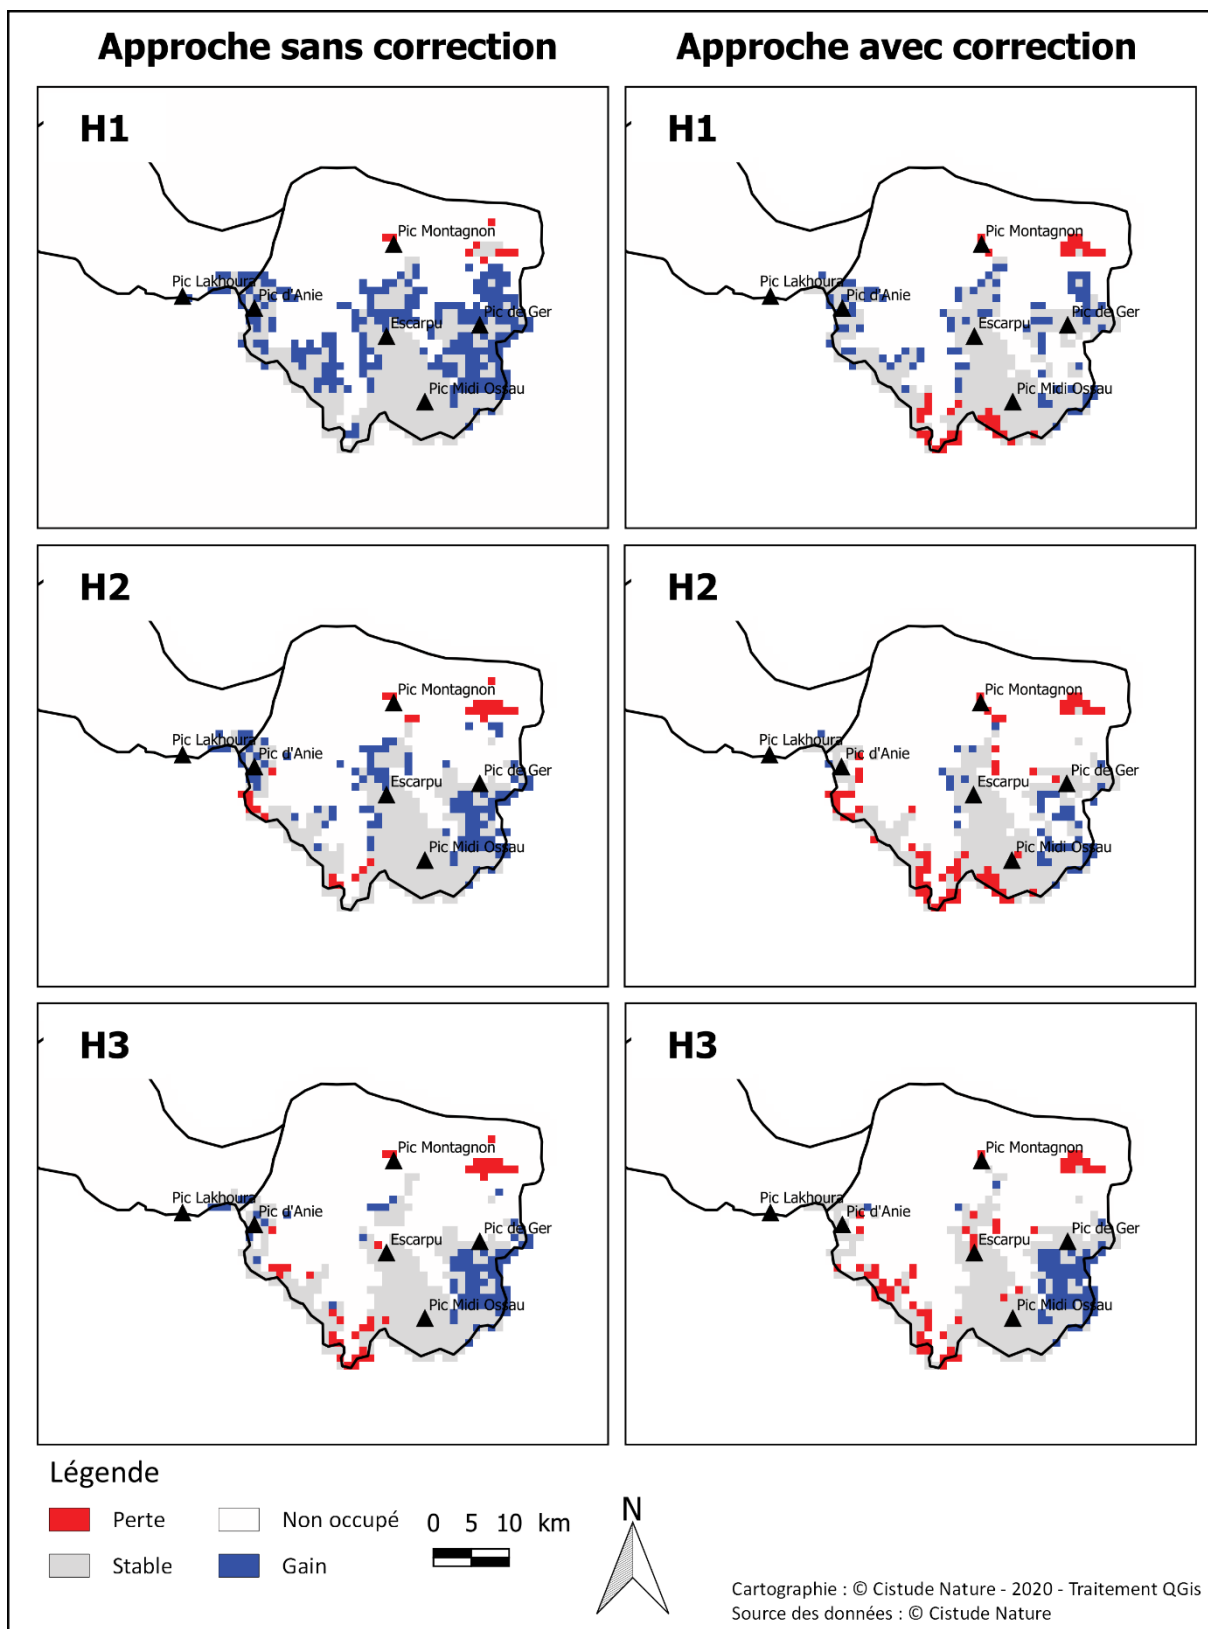 Approche sans correction
Approche avec correction
H1
Pic Montagnon
Pic Lakhoura
Pic d'Anie
Pic de Ger
Escarpu
Pic Midi Ossau
H1
Pic Montagnon
Pic Lakhoura
Pic d'Anie
Pic de Ger
Escarpu
Pic Midi Ossau
H2
Pic Montagnon
Pic Lakhoura
Pic d'Anie
Pic de Ger
Escarpu
Pic Midi Ossau
H2
Pic Montagnon
Pic Lakhoura
Pic d'Anie
Pic de Ger
Escarpu
Pic Midi Ossau
H3
Pic Montagnon
Pic Lakhoura
Pic d'Anie
Pic de Ger
Escarpu
Pic Midi Ossau
H3
Pic Montagnon
Pic Lakhoura
Pic d'Anie
Pic de Ger
Escarpu
Pic Midi Ossau
Légende
Perte
Non occupé
Stable
Gain
0 5 10 km
N
Cartographie : © Cistude Nature - 2020 - Traitement QGis
Source des données : © Cistude Nature